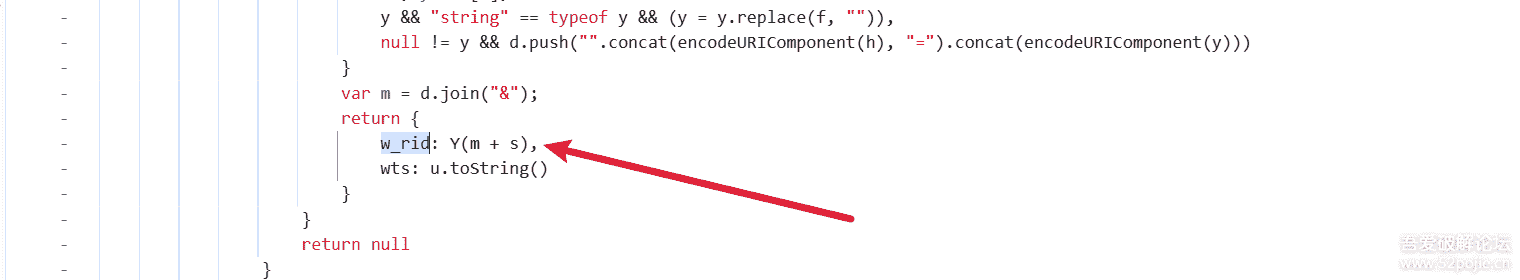 y && "string" == typeof y && (y = y.replace(f, "")),
null != y && d.push("".concat(encodeURIComponent(h), "=").concat(encodeURIComponent(y)))
}
var m = d.join("&");
return {
w_rid: Y(m + s),
wts: u.toString()
}
}
return null
}
吾爱破解论坛
www.52pojie.cn